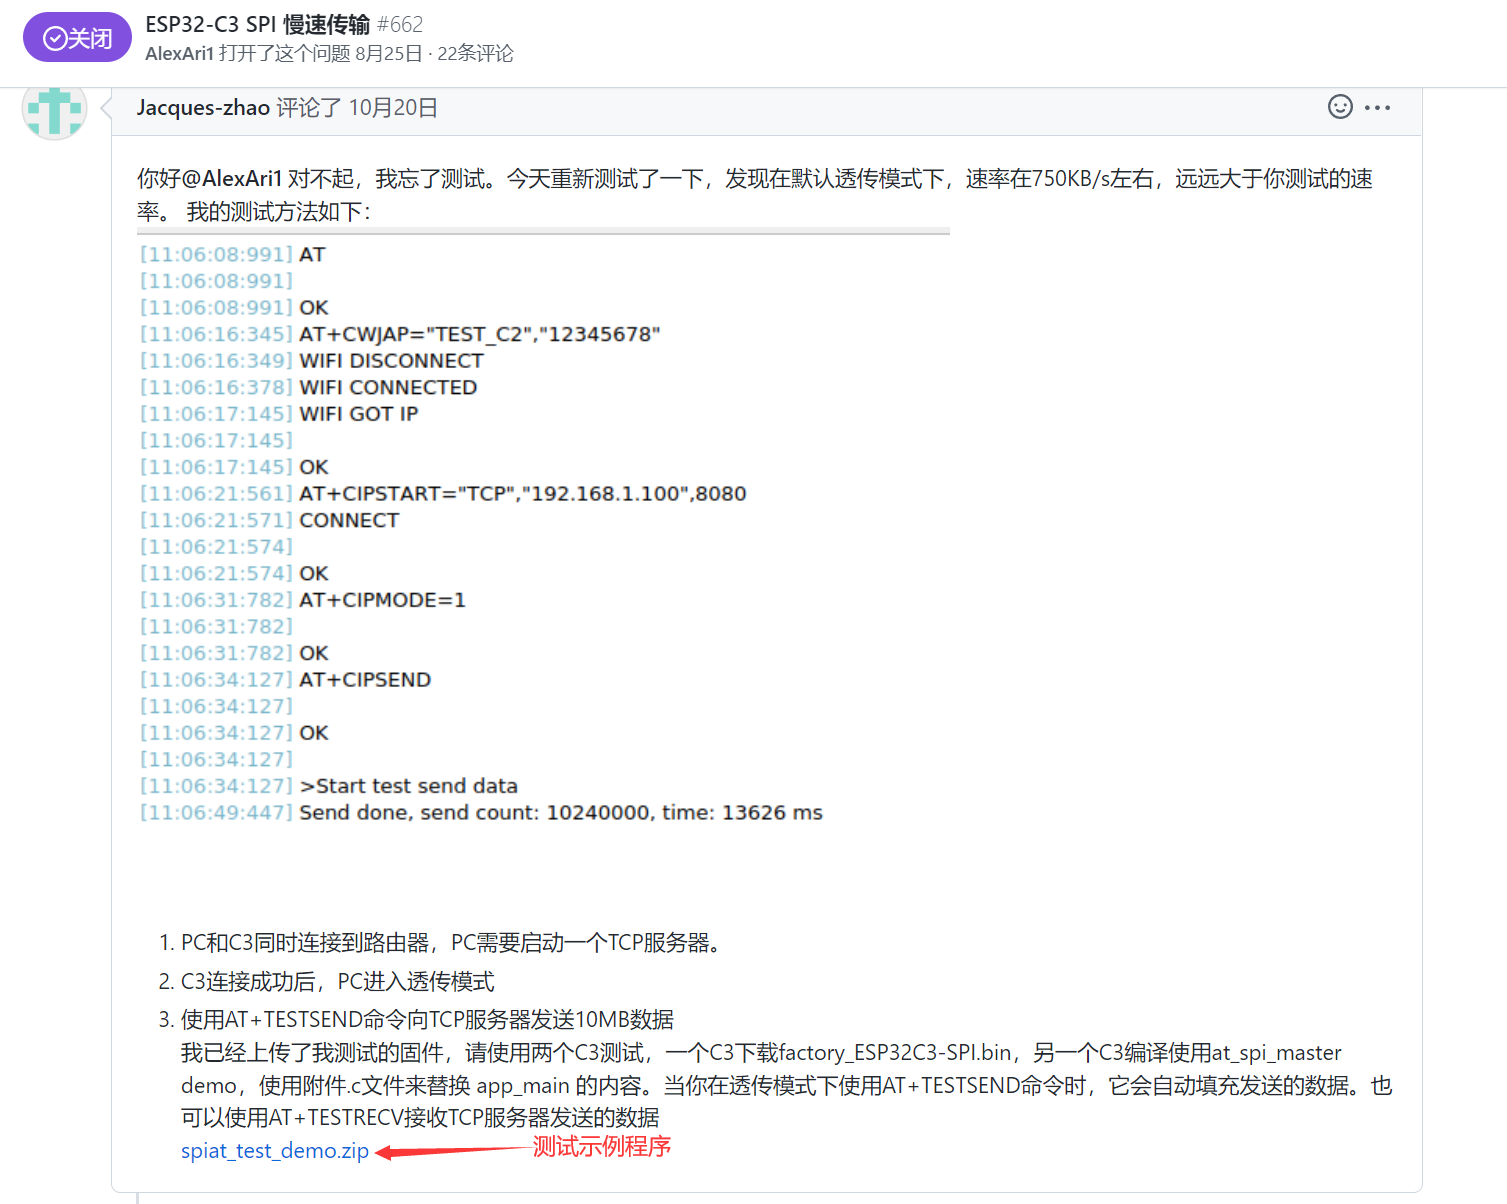 关闭
ESP32-C3 SPI 慢速传输 #662
AlexAri1 打开了这个问题 8月25日 · 22条评论
Jacques-zhao 评论了 10月20日
你好@AlexAri1 对不起，我忘了测试。今天重新测试了一下，发现在默认透传模式下，速率在750KB/s左右，远远大于你测试的速
率。 我的测试方法如下：
[11:06:08:991] AT
[11:06:08:991]
[11:06:08:991] OK
[11:06:16:345] AT+CWJAP="TEST_C2","12345678"
[11:06:16:349] WIFI DISCONNECT
[11:06:16:378] WIFI CONNECTED
[11:06:17:145] WIFI GOT IP
[11:06:17:145]
[11:06:17:145] OK
[11:06:21:561] AT+CIPSTART="TCP","192.168.1.100",8080
[11:06:21:571] CONNECT
[11:06:21:574]
[11:06:21:574] OK
[11:06:31:782] AT+CIPMODE=1
[11:06:31:782]
[11:06:31:782] OK
[11:06:34:127] AT+CIPSEND
[11:06:34:127]
[11:06:34:127] OK
[11:06:34:127]
[11:06:34:127] >Start test send data
[11:06:49:447] Send done, send count: 10240000, time: 13626 ms
1. PC和C3同时连接到路由器，PC需要启动一个TCP服务器。
2. C3连接成功后，PC进入透传模式
3. 使用AT+TESTSEND命令向TCP服务器发送10MB数据
我已经上传了我测试的固件，请使用两个C3测试，一个C3下载factory_ESP32C3-SPI.bin，另一个C3编译使用at_spi_master
demo，使用附件.c文件来替换 app_main 的内容。当你在透传模式下使用AT+TESTSEND命令时，它会自动填充发送的数据。也
可以使用AT+TESTRECV接收TCP服务器发送的数据
spiat_test_demo.zip 测试示例程序